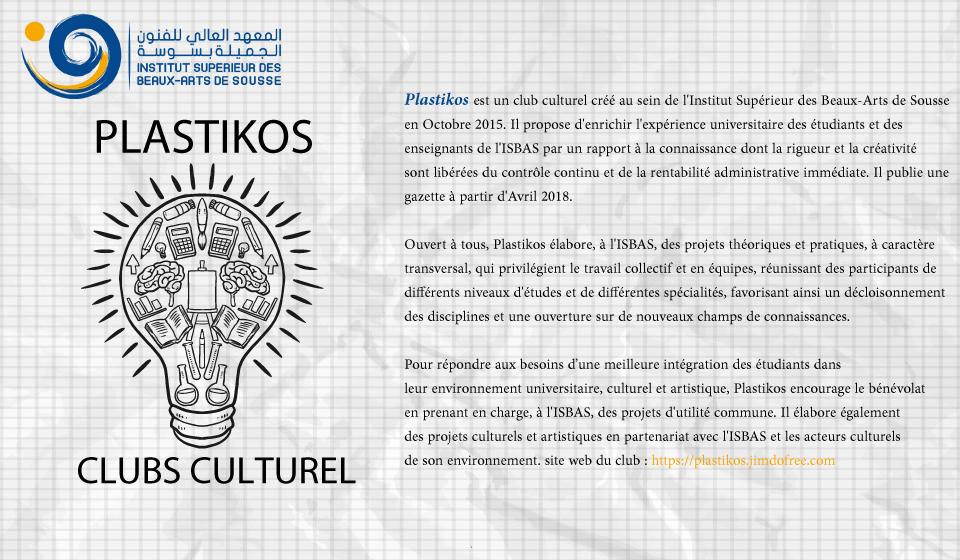 المعهد العالي للفنون
الجميلة بسوسة
INSTITUT SUPERIEUR DES
BEAUX-ARTS DE SOUSSE
PLASTIKOS
CLUBS CULTUREL
Plastikos est un club culturel créé au sein de l'Institut Supérieur des Beaux-Arts de Sousse
en Octobre 2015. Il propose d'enrichir l'expérience universitaire des étudiants et des
enseignants de l'ISBAS par un rapport à la connaissance dont la rigueur et la créativité
sont libérées du contrôle continu et de la rentabilité administrative immédiate. Il publie une
gazette à partir d'Avril 2018.
Ouvert à tous, Plastikos élabore, à l'ISBAS, des projets théoriques et pratiques, à caractère
transversal, qui privilégient le travail collectif et en équipes, réunissant des participants de
différents niveaux d'études et de différentes spécialités, favorisant ainsi un décloisonnement
des disciplines et une ouverture sur de nouveaux champs de connaissances.
Pour répondre aux besoins d'une meilleure intégration des étudiants dans
leur environnement universitaire, culturel et artistique, Plastikos encourage le bénévolat
en prenant en charge, à l'ISBAS, des projets d'utilité commune. Il élabore également
des projets culturels et artistiques en partenariat avec l'ISBAS et les acteurs culturels
de son environnement. site web du club : https://plastikos.jimdofree.com